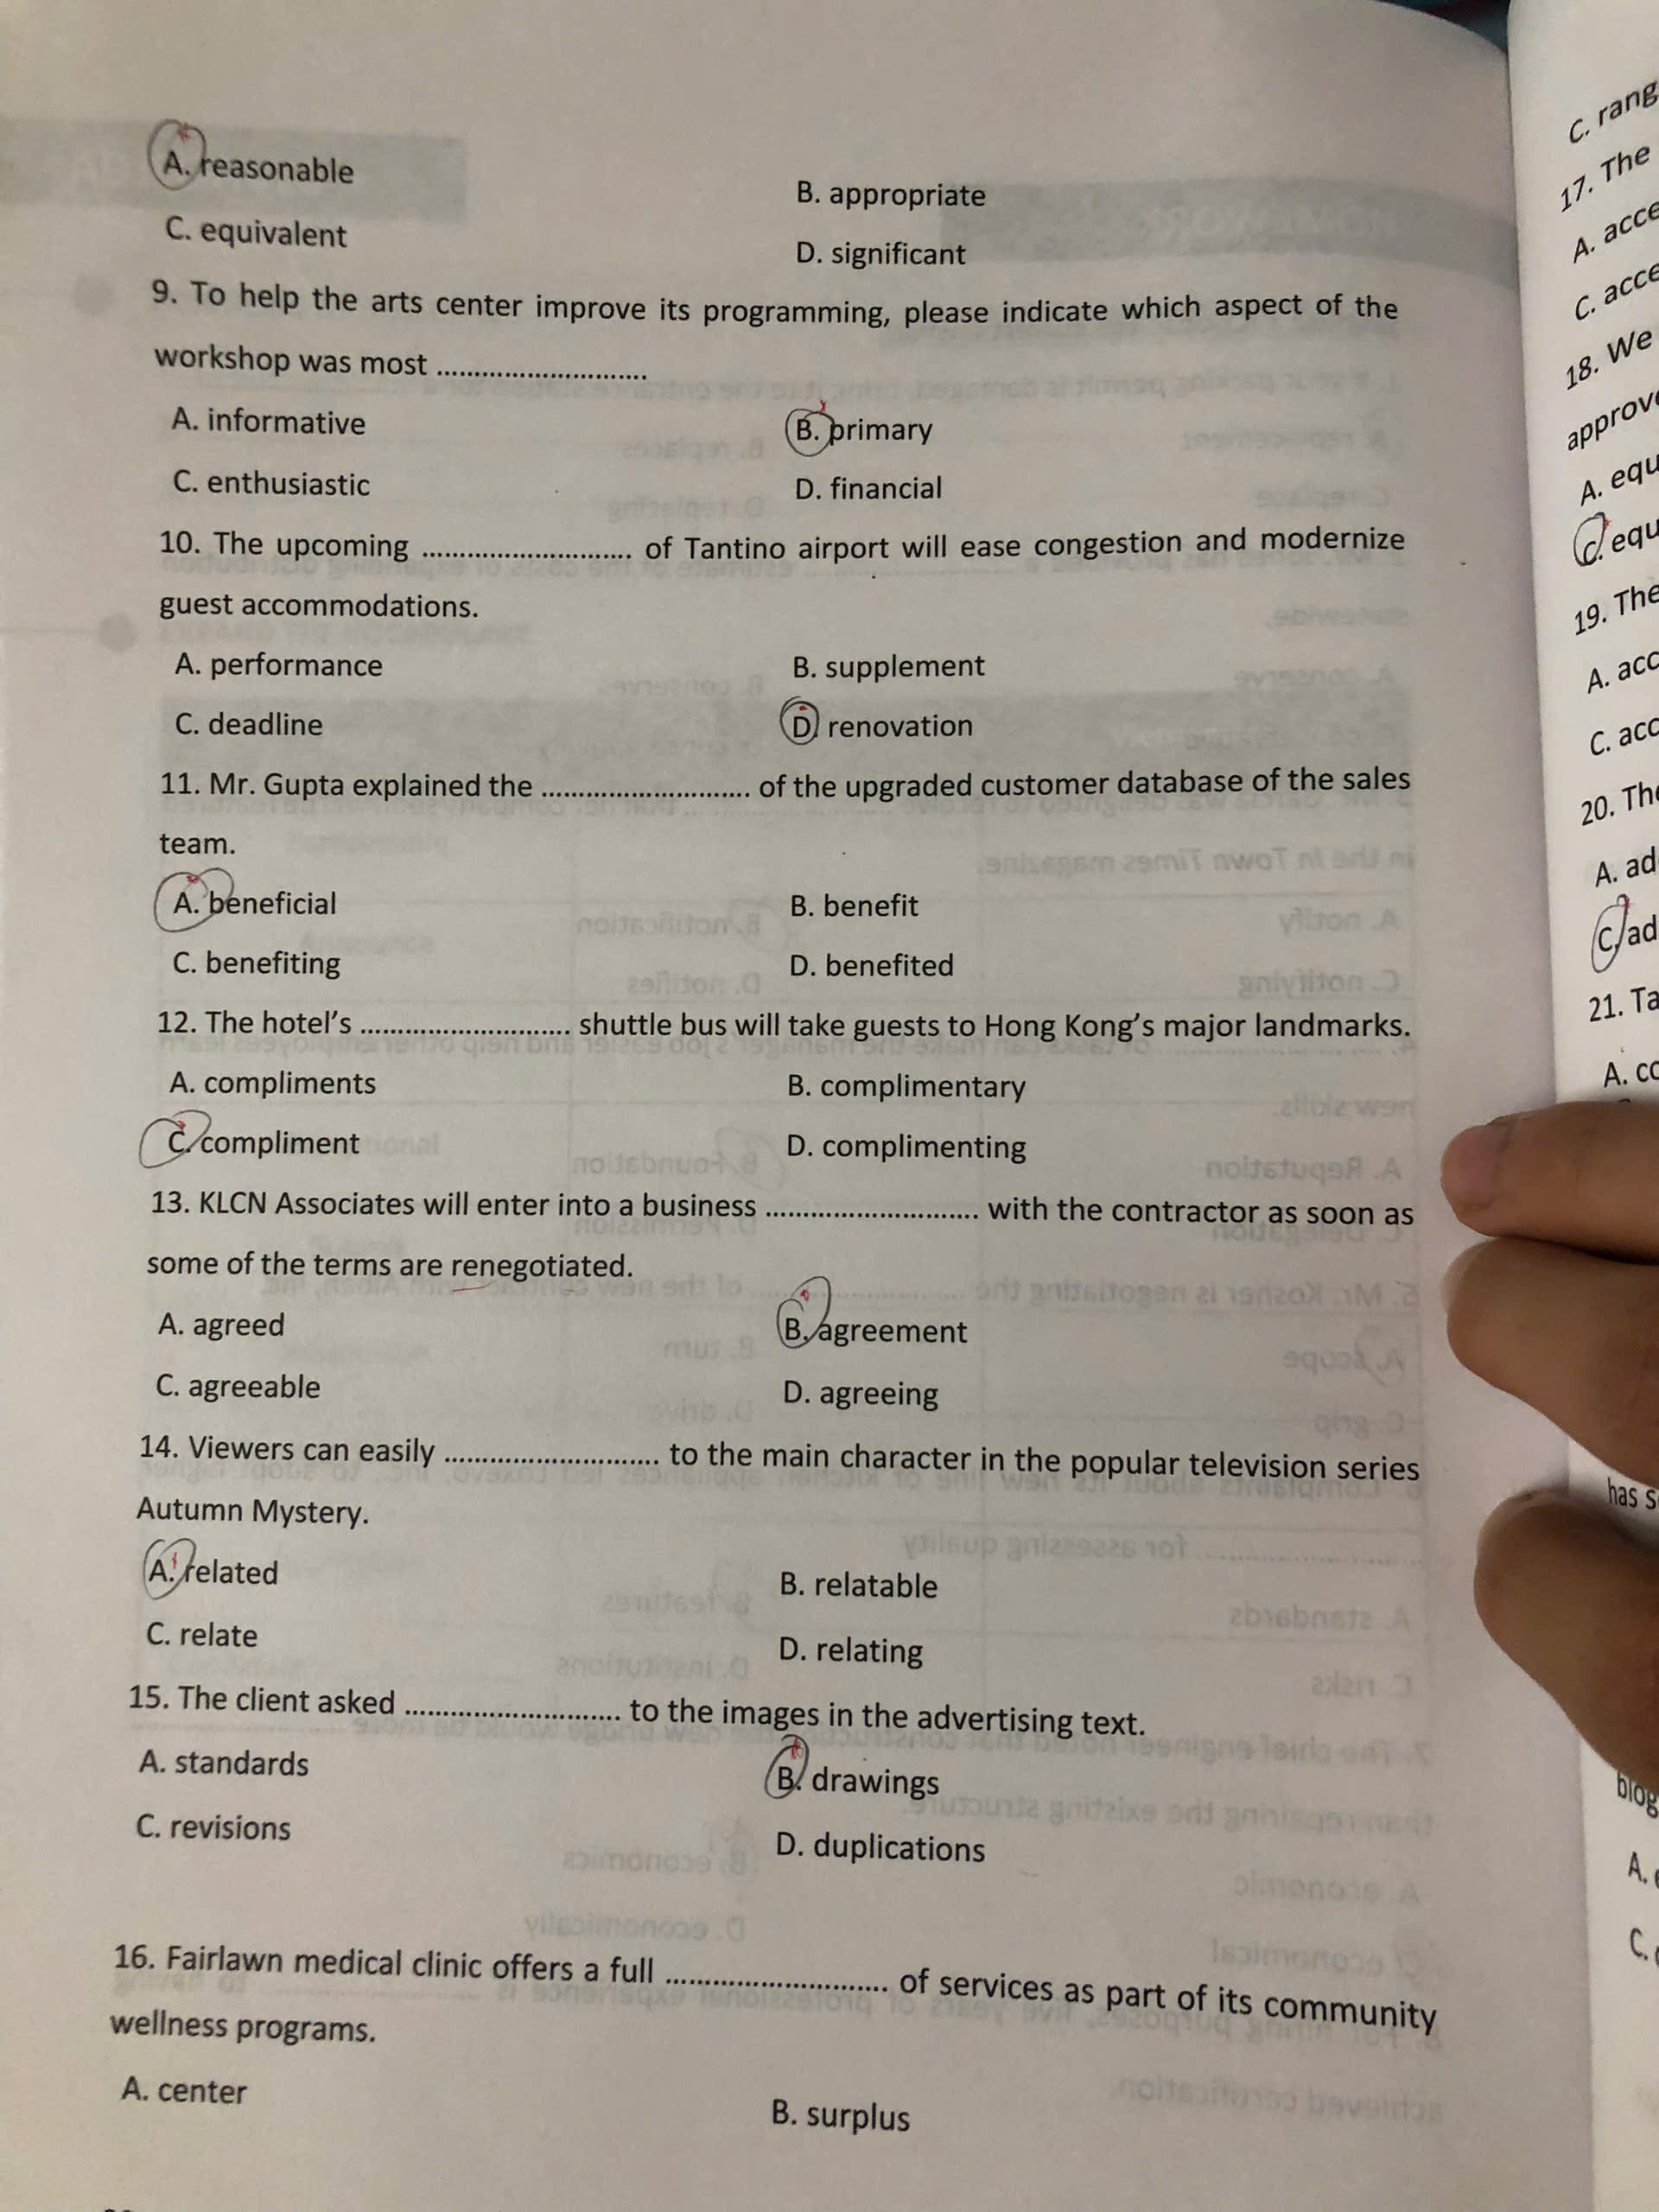 A. reasonable
B. appropriate
C. equivalent
D. significant
9. To help the arts center improve its programming, please indicate which aspect of the
workshop was most ............................
A. informative
B. primary
C. enthusiastic
D. financial
10. The upcoming ............................ of Tantino airport will ease congestion and modernize
guest accommodations.
A. performance
B. supplement
C. deadline
D. renovation
11. Mr. Gupta explained the ............................ of the upgraded customer database of the sales
team.
A. beneficial
B. benefit
C. benefiting
D. benefited
12. The hotel's ............................ shuttle bus will take guests to Hong Kong's major landmarks.
A. compliments
B. complimentary
C. compliment
D. complimenting
13. KLCN Associates will enter into a business ............................ with the contractor as soon as
some of the terms are renegotiated.
A. agreed
B. agreement
C. agreeable
D. agreeing
14. Viewers can easily ............................ to the main character in the popular television series
Autumn Mystery.
A. related
B. relatable
C. relate
D. relating
15. The client asked ............................ to the images in the advertising text.
A. standards
B. drawings
C. revisions
D. duplications
16. Fairlawn medical clinic offers a full ............................ of services as part of its community
wellness programs.
A. center
B. surplus
C. rang
17. The
A. acce
C. acce
18. We
approv
A. equ
C. equ
19. The
A. acc
C. acc
20. The
A. ad
C. ad
21. Ta
A. co
has s
blog
A.
C.